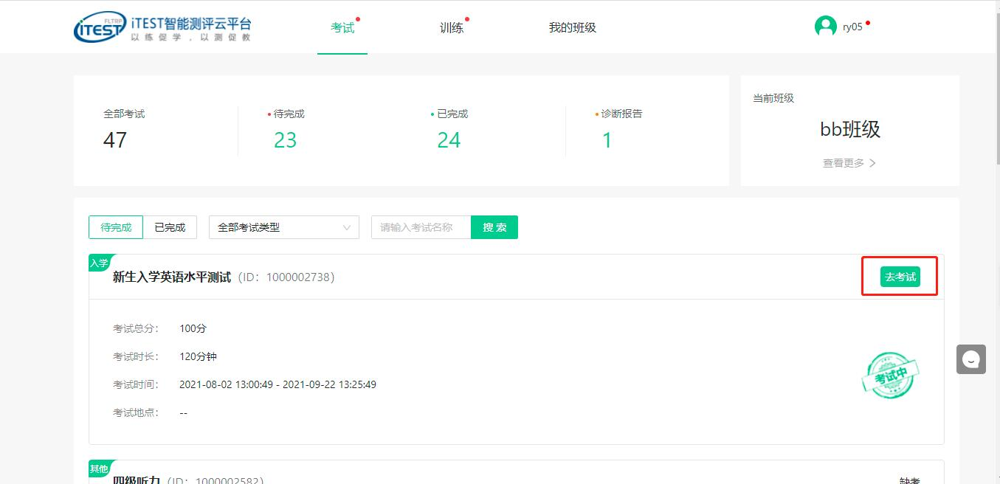 FLTRP
iTEST iTEST智能测评云平台
以练促学，以测促教
考试
训练
我的班级
ry05
全部考试
47
待完成
23
已完成
24
诊断报告
1
当前班级
bb班级
查看更多
待完成
已完成
全部考试类型
请输入考试名称
搜 索
入学
新生入学英语水平测试（ID：1000002738）
去考试
考试总分： 100分
考试时长： 120分钟
考试时间： 2021-08-02 13:00:49 - 2021-09-22 13:25:49
考试地点： --
考试中
其他
四级听力（ID：1000002582）
缺考